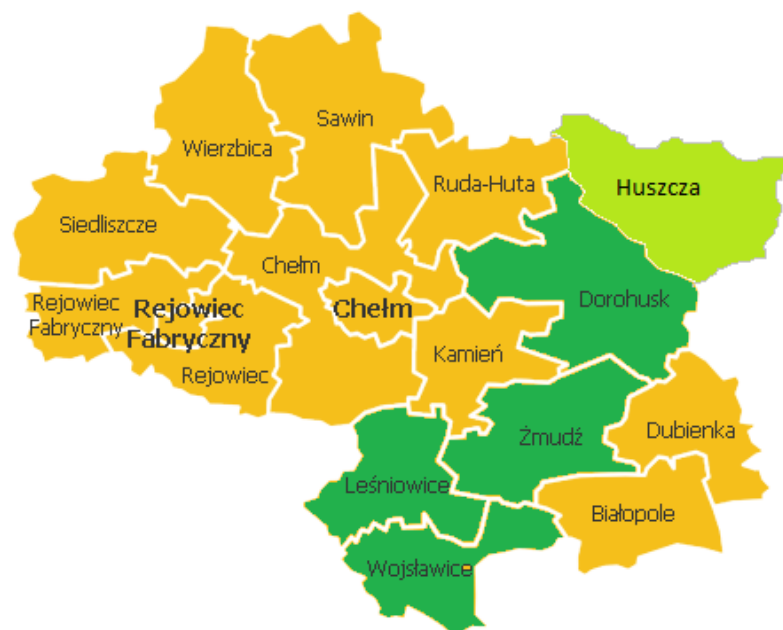 Sawin
Wierzbica
Ruda-Huta
Huszcza
Siedliszcze
Chełm
Dorohusk
Rejowiec
Fabryczny
Rejowiec
Fabryczny
Chełm
Kamień
Rejowiec
Żmudź
Dubienka
Leśniowice
Białopole
Wojsławice